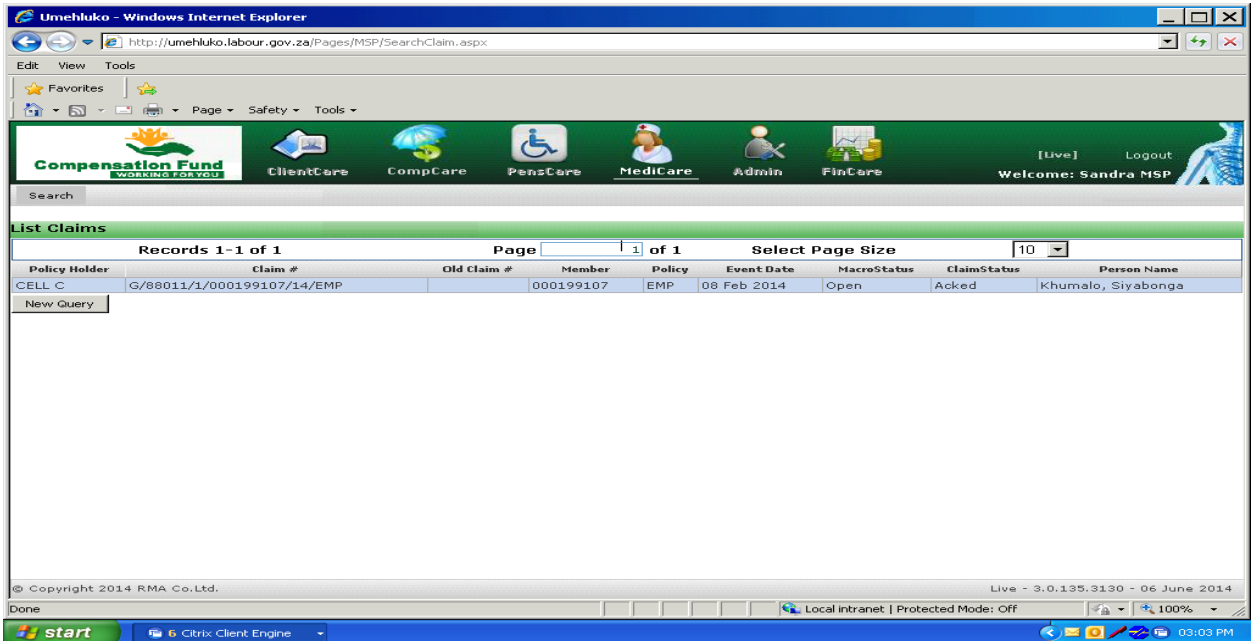 Umehluko - Windows Internet Explorer
http://umehluko.labour.gov.za/Pages/MSP/SearchClaim.aspx
Edit View Tools
Favorites
Page Safety Tools
Compensation Fund
WORKING FOR YOU
ClientCare CompCare PensCare MediCare Admin FinCare
[Live] Logout
Welcome: Sandra MSP
Search
List Claims
Records 1-1 of 1 Page 1 of 1 Select Page Size 10
Policy Holder Claim # Old Claim # Member Policy Event Date MacroStatus ClaimStatus Person Name
CELL C G/88011/1/000199107/14/EMP 000199107 EMP 08 Feb 2014 Open Acked Khumalo, Siyabonga
New Query
© Copyright 2014 RMA Co.Ltd. Live - 3.0.135.3130 - 06 June 2014
Done Local intranet | Protected Mode: Off 100%
start 6 Citrix Client Engine 03:03 PM